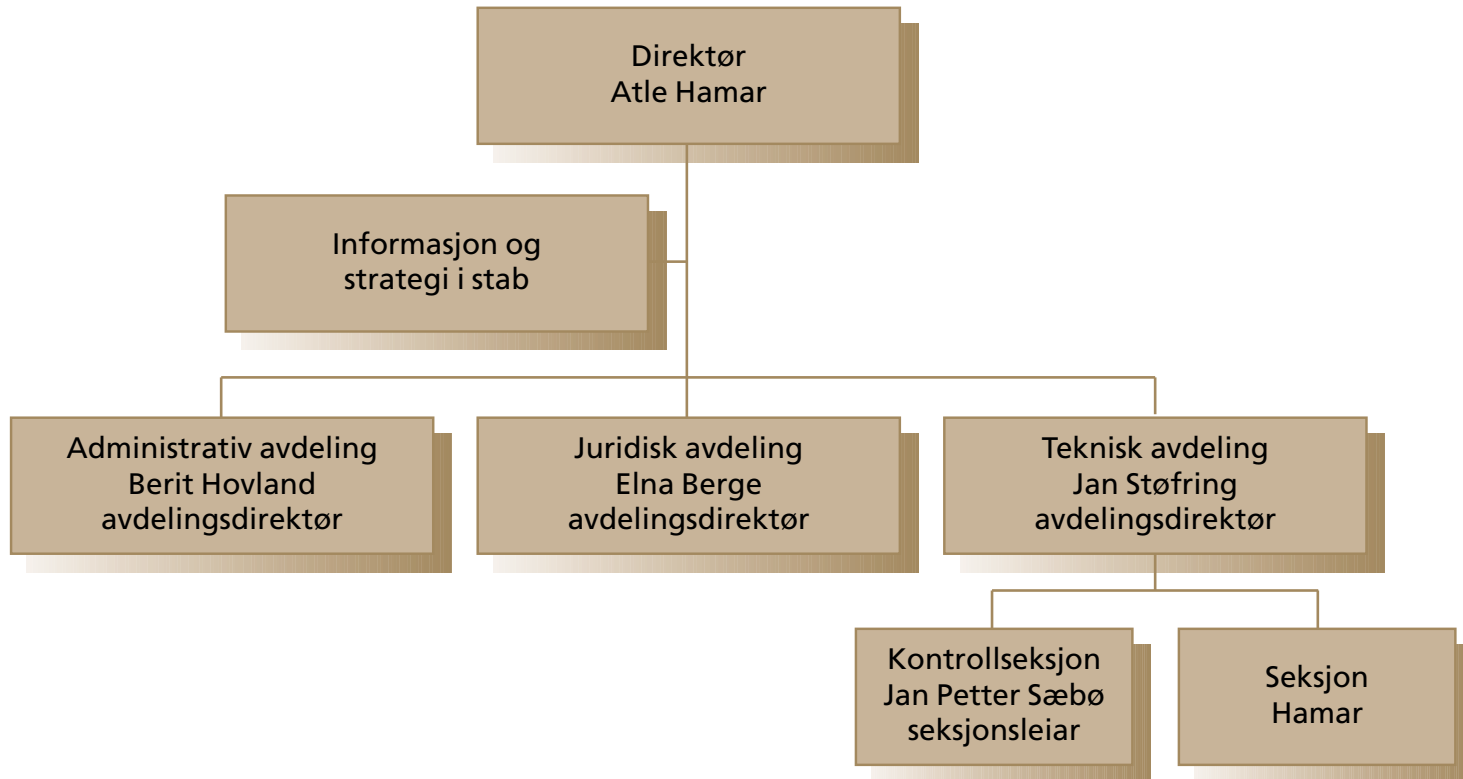 Direktør
Atle Hamar
Informasjon og
strategi i stab
Administrativ avdeling
Berit Hovland
avdelingsdirektør
Juridisk avdeling
Elna Berge
avdelingsdirektør
Teknisk avdeling
Jan Støfring
avdelingsdirektør
Kontrollseksjon
Jan Petter Sæbø
seksjonsleiar
Seksjon
Hamar